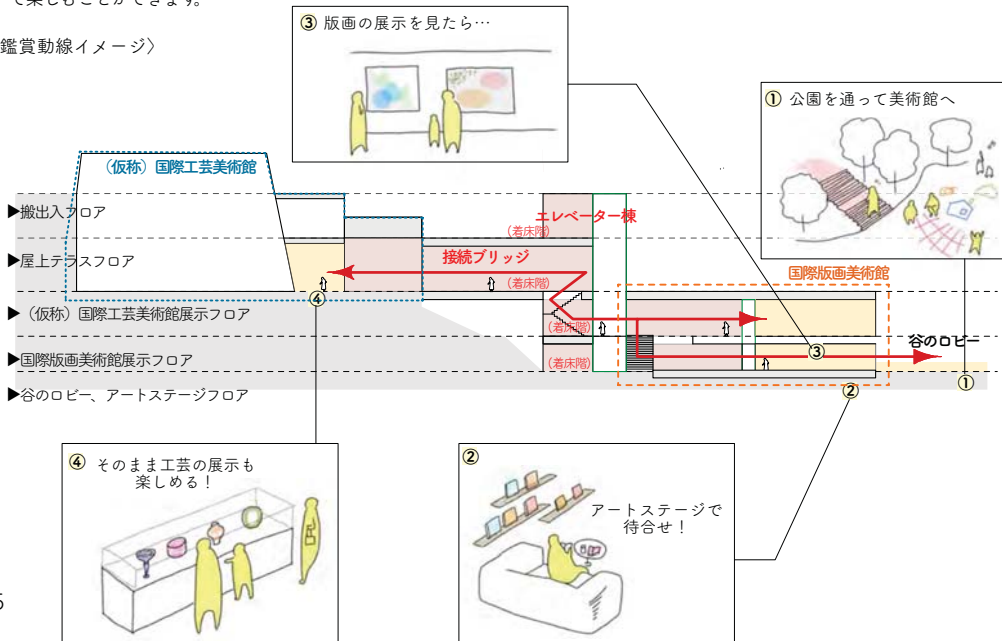 て楽しむことができます。
鑑賞動線イメージ〉
③ 版画の展示を見たら…
① 公園を通って美術館へ
（仮称）国際工芸美術館
▶搬出入フロア
エレベーター棟
（着床階）
▶屋上テラスフロア
接続ブリッジ
（着床階）
国際版画美術館
④
▶（仮称）国際工芸美術館展示フロア
（着床階）
谷のロビー
▶国際版画美術館展示フロア
（着床階）
③
①
②
▶谷のロビー、アートステージフロア
④ そのまま工芸の展示も
楽しめる！
②
アートステージで
待合せ！